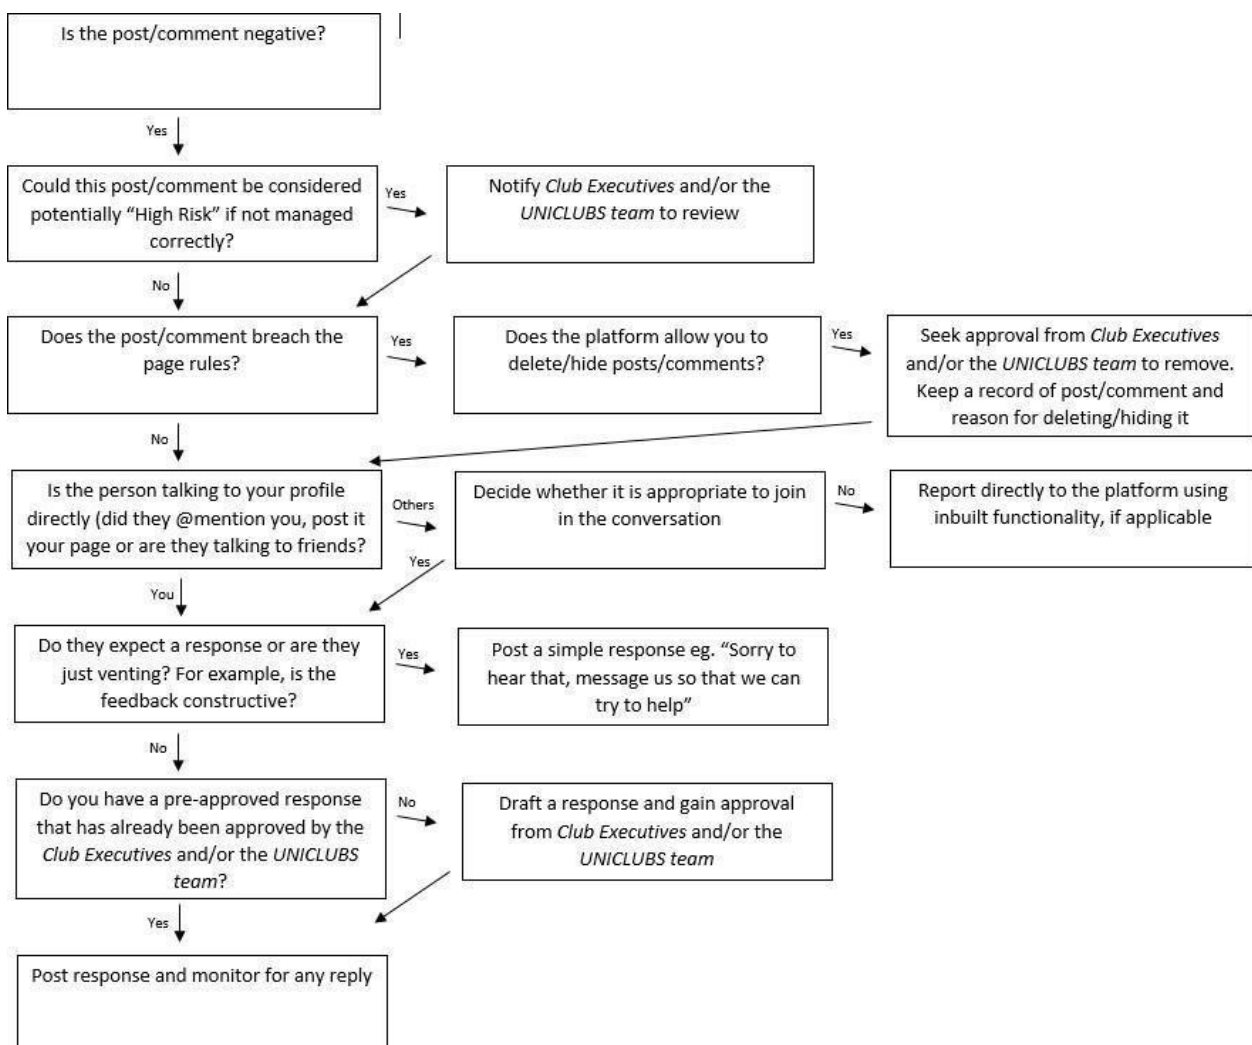 Is the post/comment negative?
Yes
Could this post/comment be considered
potentially “High Risk” if not managed
correctly?
Yes
Notify Club Executives and/or the
UNICLUBS team to review
No
Does the post/comment breach the
page rules?
Yes
Does the platform allow you to
delete/hide posts/comments?
Yes
Seek approval from Club Executives
and/or the UNICLUBS team to remove.
Keep a record of post/comment and
reason for deleting/hiding it
No
Is the person talking to your profile
directly (did they @mention you, post it
your page or are they talking to friends?
Others
Decide whether it is appropriate to join
in the conversation
No
Report directly to the platform using
inbuilt functionality, if applicable
Yes
You
Do they expect a response or are they
just venting? For example, is the
feedback constructive?
Yes
Post a simple response eg. “Sorry to
hear that, message us so that we can
try to help”
No
Do you have a pre-approved response
that has already been approved by the
Club Executives and/or the UNICLUBS
team?
No
Draft a response and gain approval
from Club Executives and/or the
UNICLUBS team
Yes
Post response and monitor for any reply